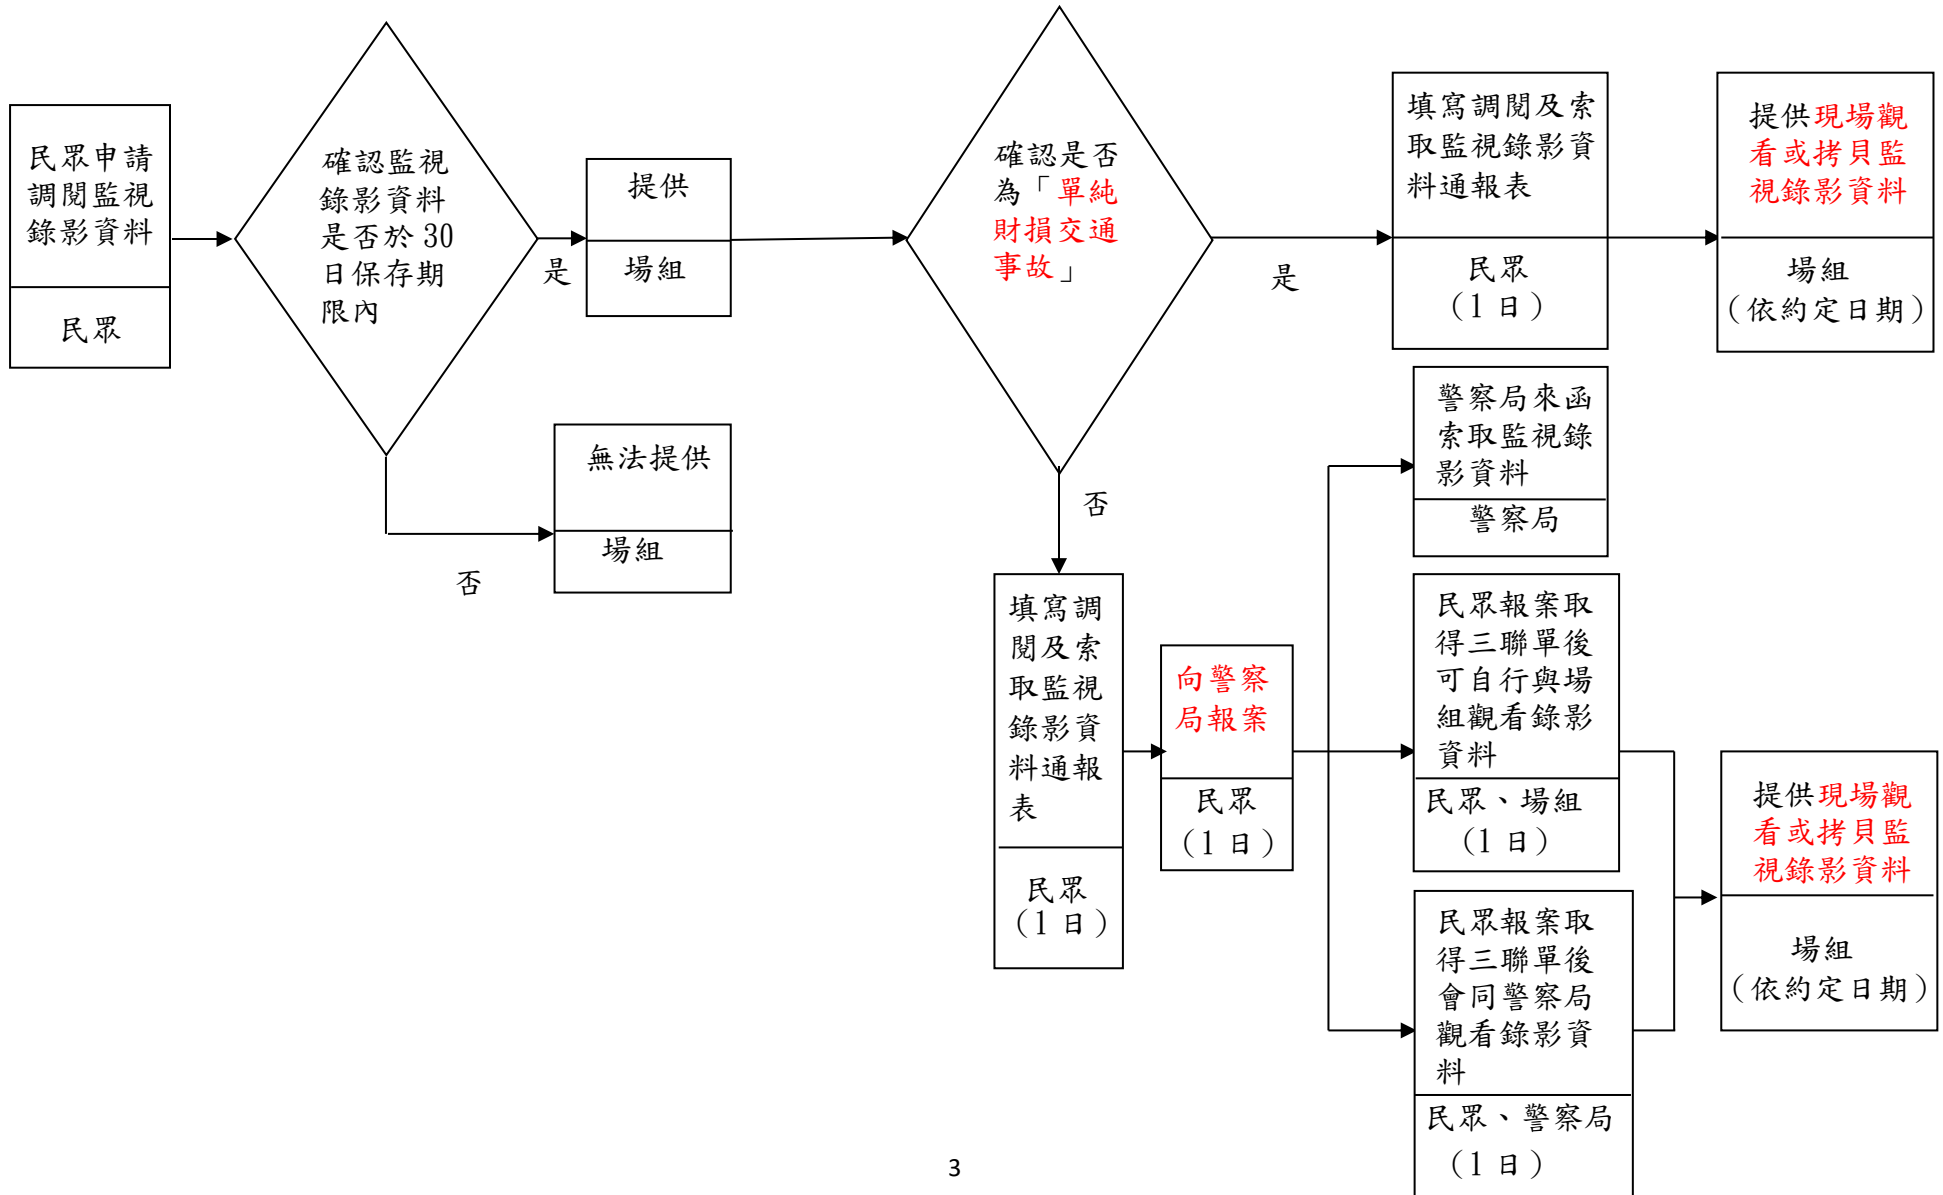 民眾申請
調閱監視
錄影資料
民眾
確認監視
錄影資料
是否於 30
日保存期
限內
是
否
提供
場組
無法提供
場組
確認是否
為「單純
財損交通
事故」
是
否
填寫調閱及索
取監視錄影資
料通報表
民眾
（1 日）
提供現場觀
看或拷貝監
視錄影資料
場組
（依約定日期）
填寫調
閱及索
取監視
錄影資
料通報
表
民眾
（1 日）
向警察
局報案
民眾
（1 日）
警察局來函
索取監視錄
影資料
警察局
民眾報案取
得三聯單後
可自行與場
組觀看錄影
資料
民眾、場組
（1 日）
民眾報案取
得三聯單後
會同警察局
觀看錄影資
料
民眾、警察局
（1 日）
提供現場觀
看或拷貝監
視錄影資料
場組
（依約定日期）
3